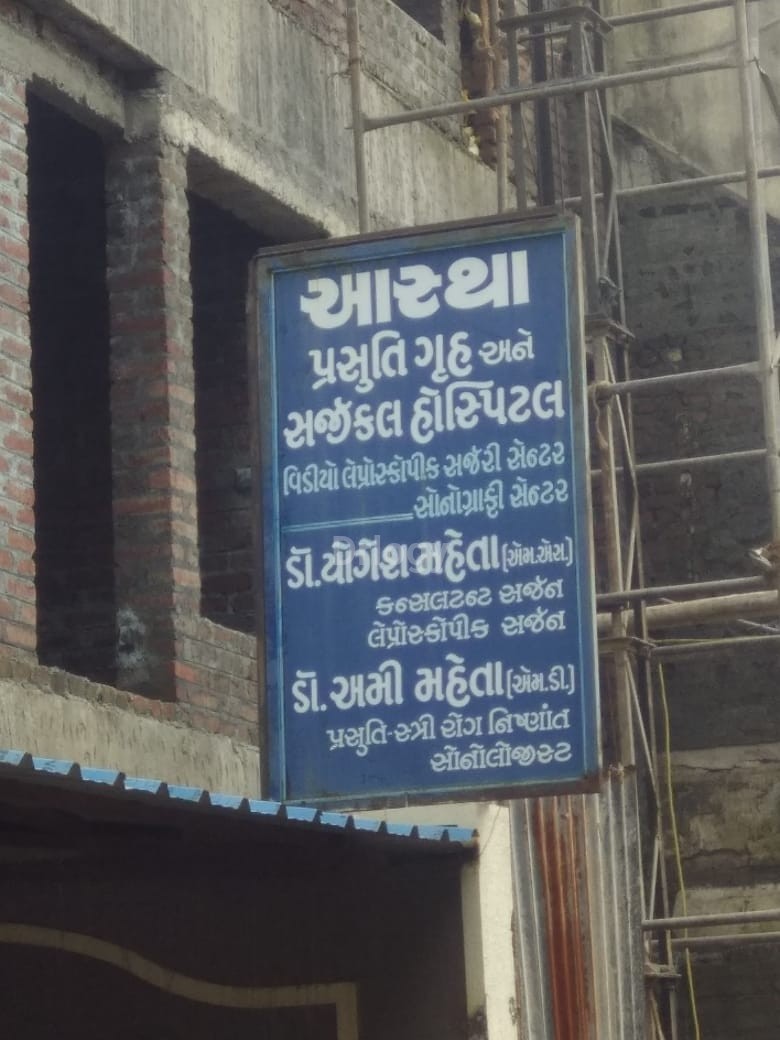 આસ્થા
પ્રસુતિ ગૃહ અને
સર્જીકલ હૉસ્પિટલ
વિડીયો લેપ્રોસ્કોપીક સર્જરી સેન્ટર
સૉનોગ્રાફી સેન્ટર
ડૉ.યોગેશ મહેતા(એમ.એસ.)
કન્સલટન્ટ સર્જન
લેપ્રોસ્કોપીક સર્જન
ડૉ.અમી મહેતા(એમ.ડી.)
પ્રસુતિ-સ્ત્રી રોગ નિષ્ણાંત
સોનોલોજીસ્ટ